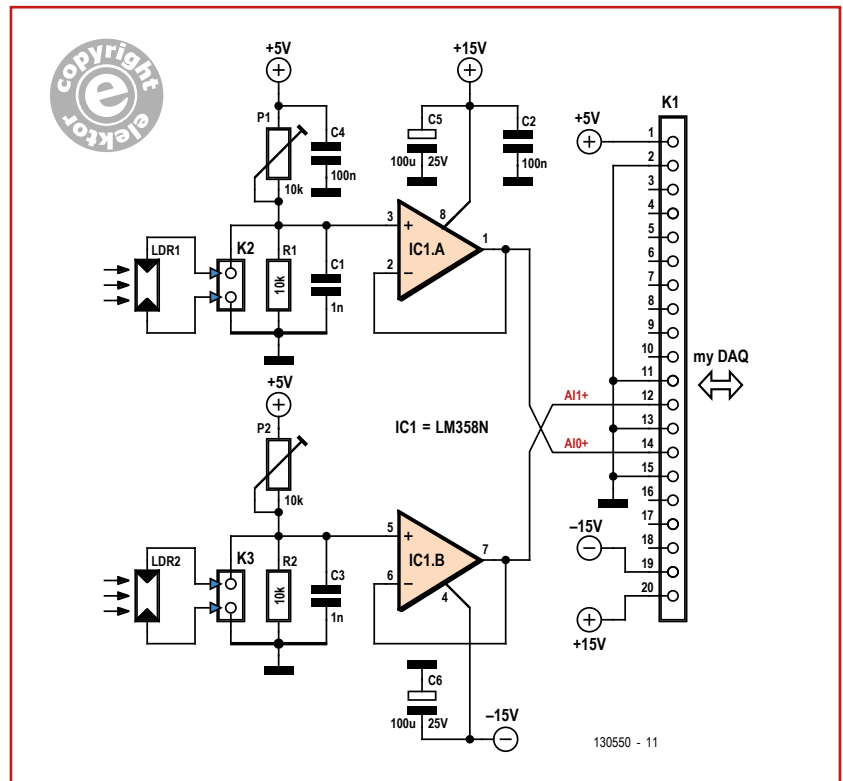 copyright elektor
e
+5V
+15V
P1
C4
100n
10k
C5
100u 25V
C2
100n
K1
+5V
1
2
3
4
5
6
7
8
9
10
11
12
13
14
15
16
17
18
19
20
LDR1
K2
R1
10k
C1
1n
3
+
2
–
8
IC1.A
1
my DAQ
AI1+
AI0+
IC1 = LM358N
+5V
P2
10k
LDR2
K3
R2
10k
C3
1n
5
+
6
–
4
IC1.B
7
–15V
+15V
C6
100u 25V
–15V
130550 - 11